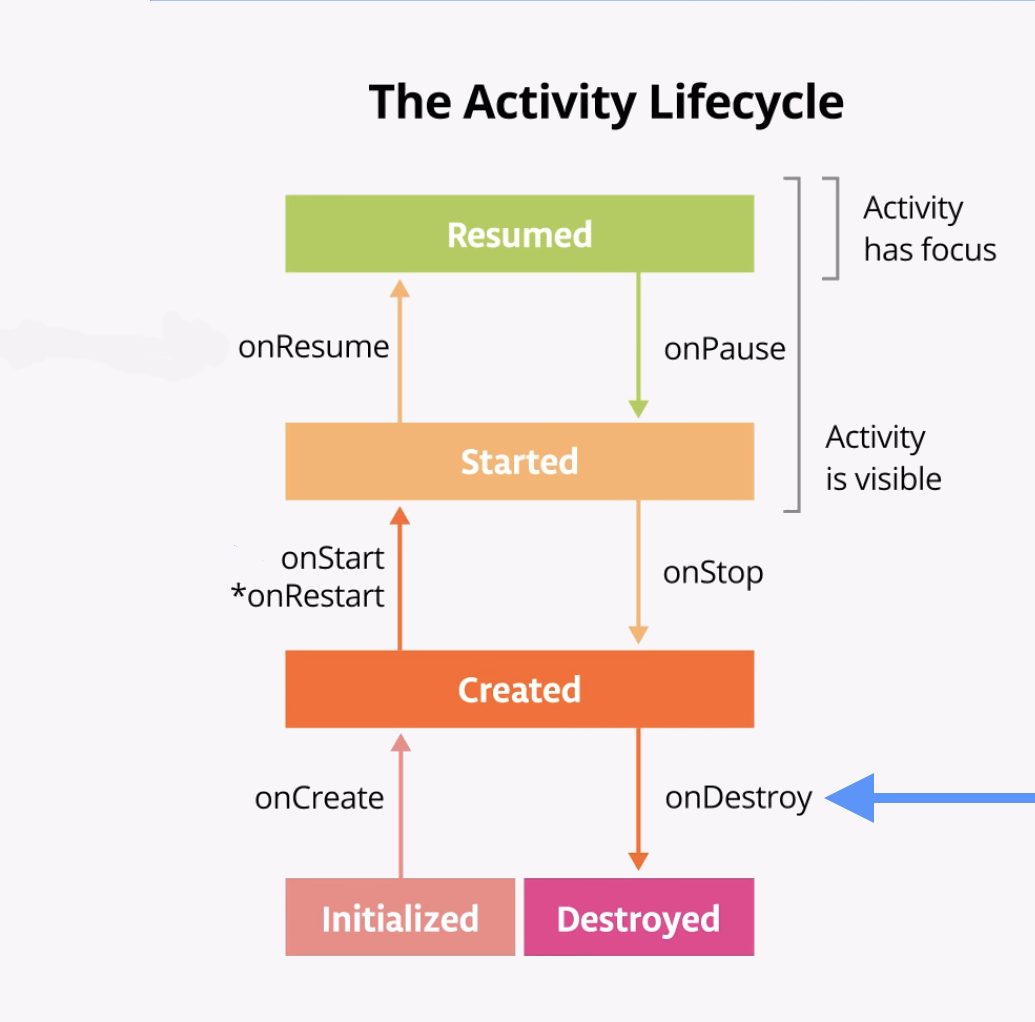 The Activity Lifecycle
Resumed
Activity
has focus
onResume
onPause
Started
Activity
is visible
onStart
*onRestart
onStop
Created
onCreate
onDestroy
Initialized
Destroyed